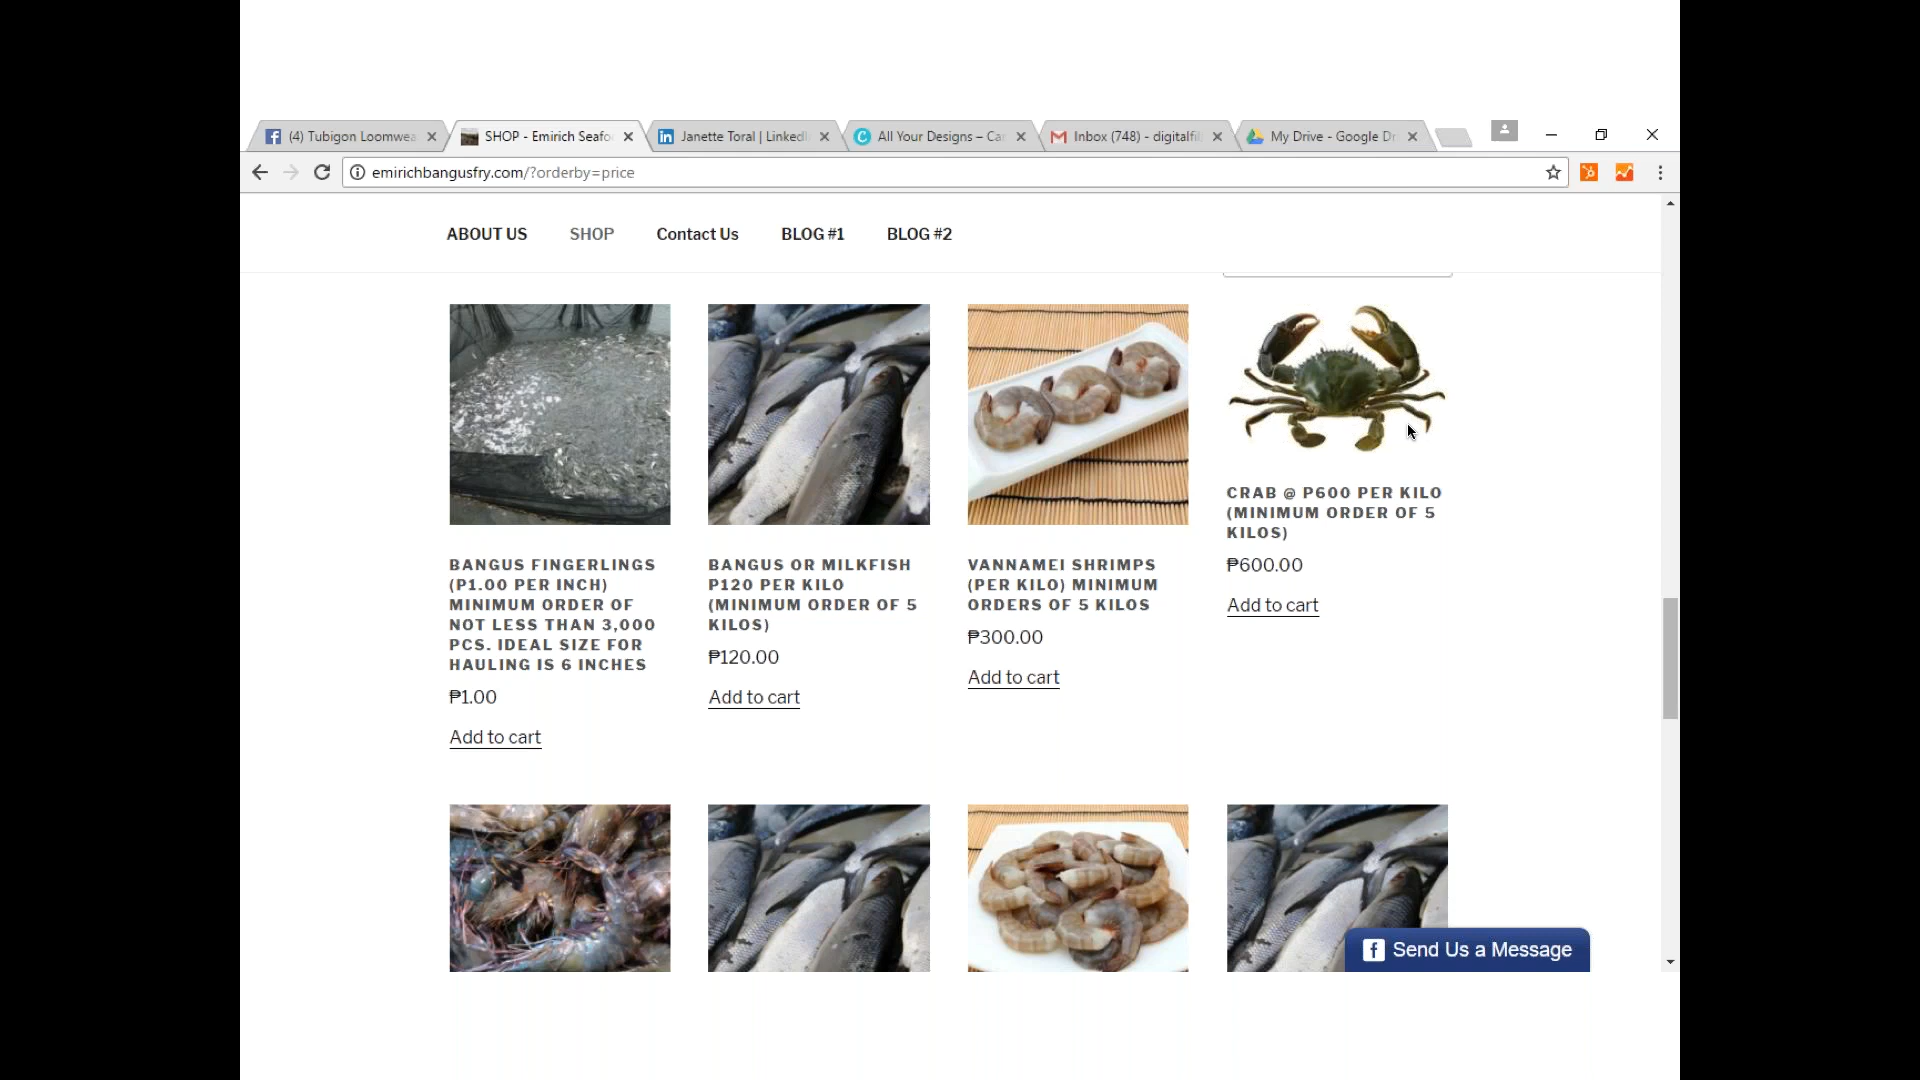 (4) Tubigon Loomwea
SHOP - Emirich Seafo
Janette Toral | LinkedI
All Your Designs – Ca
Inbox (748) - digitalfil
My Drive - Google Dr
emirichbangusfry.com/?orderby=price
ABOUT US
SHOP
Contact Us
BLOG #1
BLOG #2
BANGUS FINGERLINGS
(P1.00 PER INCH)
MINIMUM ORDER OF
NOT LESS THAN 3,000
PCS. IDEAL SIZE FOR
HAULING IS 6 INCHES
₱1.00
Add to cart
BANGUS OR MILKFISH
P120 PER KILO
(MINIMUM ORDER OF 5
KILOS)
₱120.00
Add to cart
VANNAMEI SHRIMPS
(PER KILO) MINIMUM
ORDERS OF 5 KILOS
₱300.00
Add to cart
CRAB @ P600 PER KILO
(MINIMUM ORDER OF 5
KILOS)
₱600.00
Add to cart
Send Us a Message